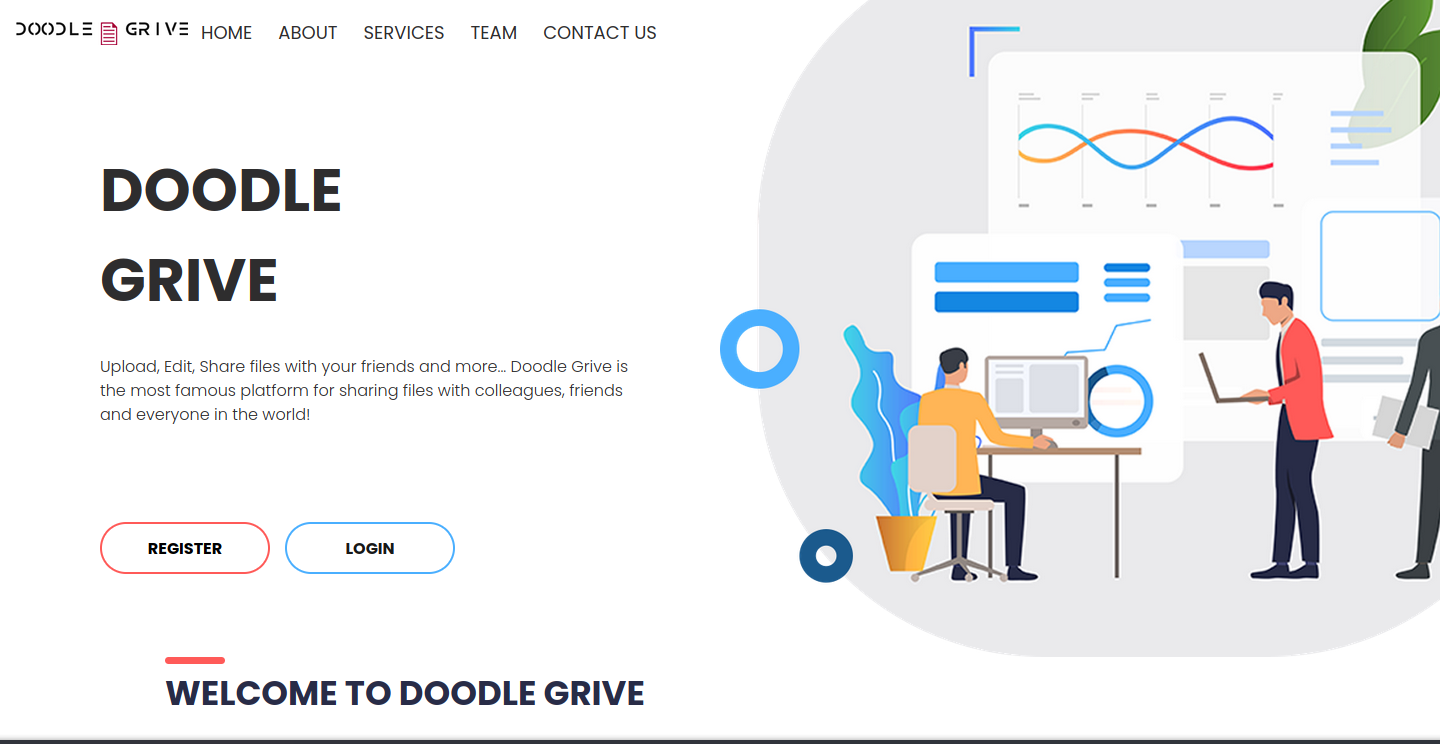 DOODLE GRIVE HOME ABOUT SERVICES TEAM CONTACT US
DOODLE
GRIVE
Upload, Edit, Share files with your friends and more... Doodle Grive is
the most famous platform for sharing files with colleagues, friends
and everyone in the world!
REGISTER LOGIN
WELCOME TO DOODLE GRIVE